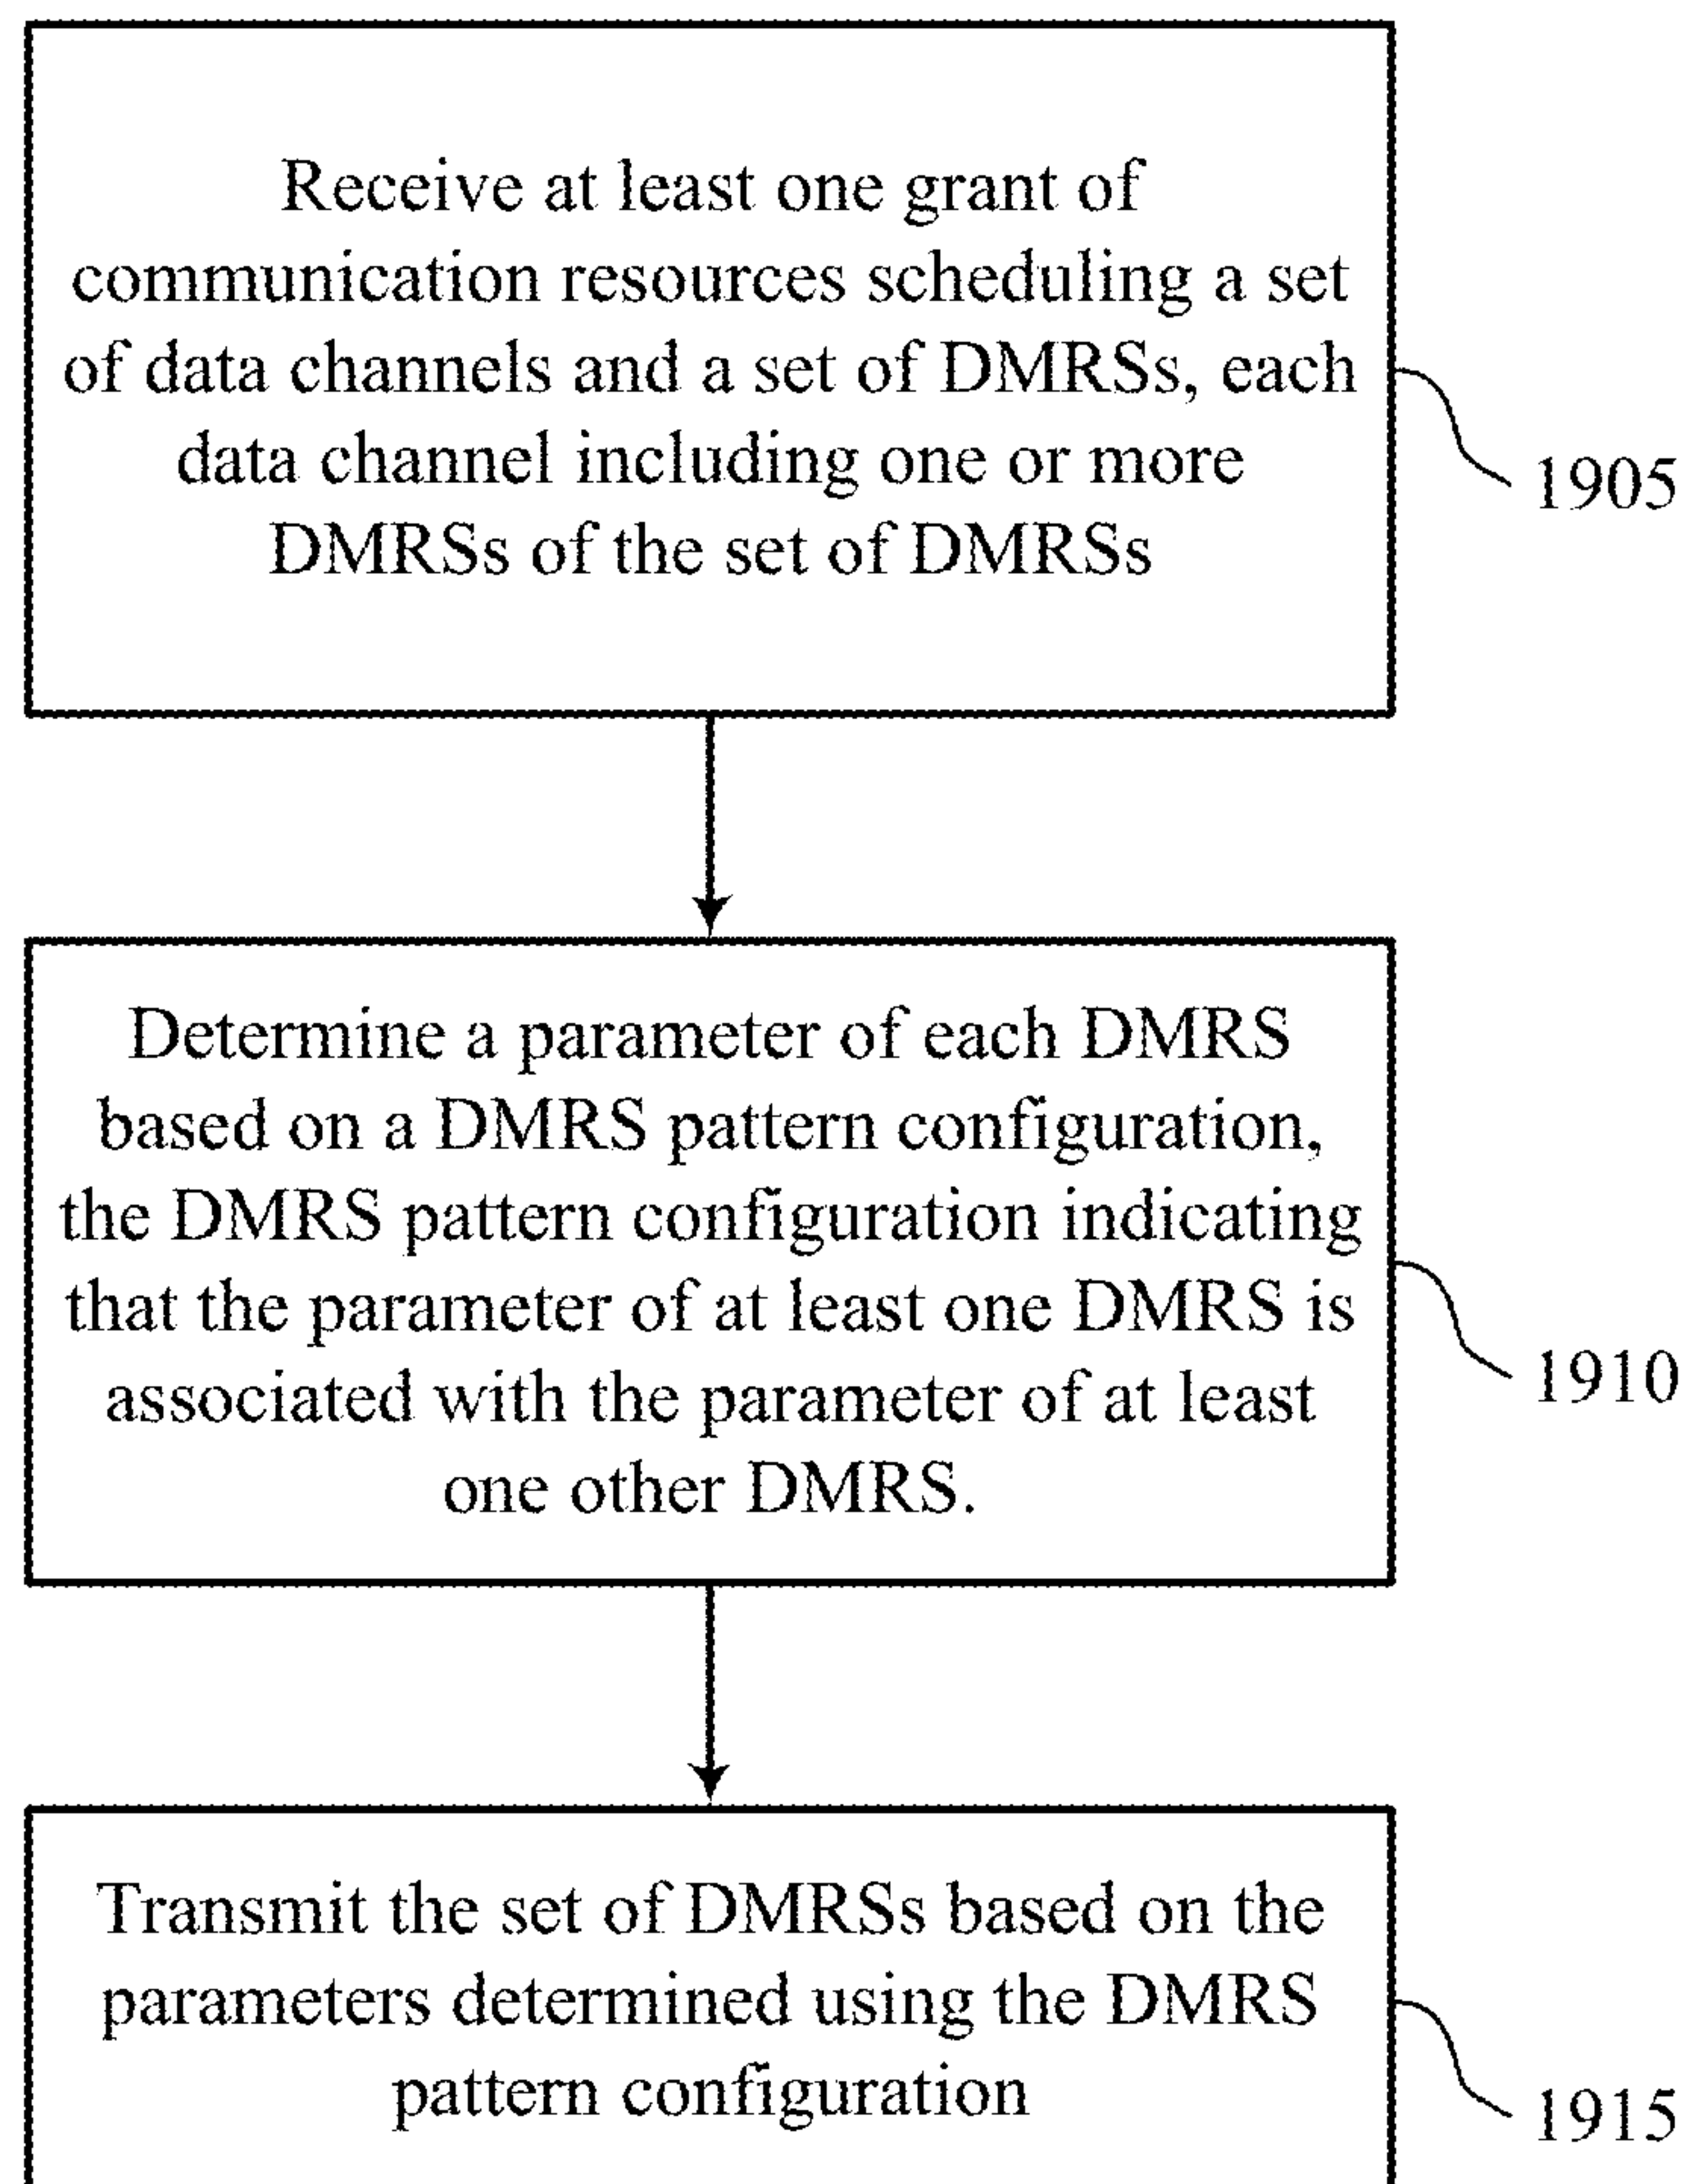 Receive at least one grant of
communication resources scheduling a set
of data channels and a set of DMRSs, each
data channel including one or more
DMRSs of the set of DMRSs
1905
Determine a parameter of each DMRS
based on a DMRS pattern configuration,
the DMRS pattern configuration indicating
that the parameter of at least one DMRS is
associated with the parameter of at least
one other DMRS.
1910
Transmit the set of DMRSs based on the
parameters determined using the DMRS
pattern configuration
1915